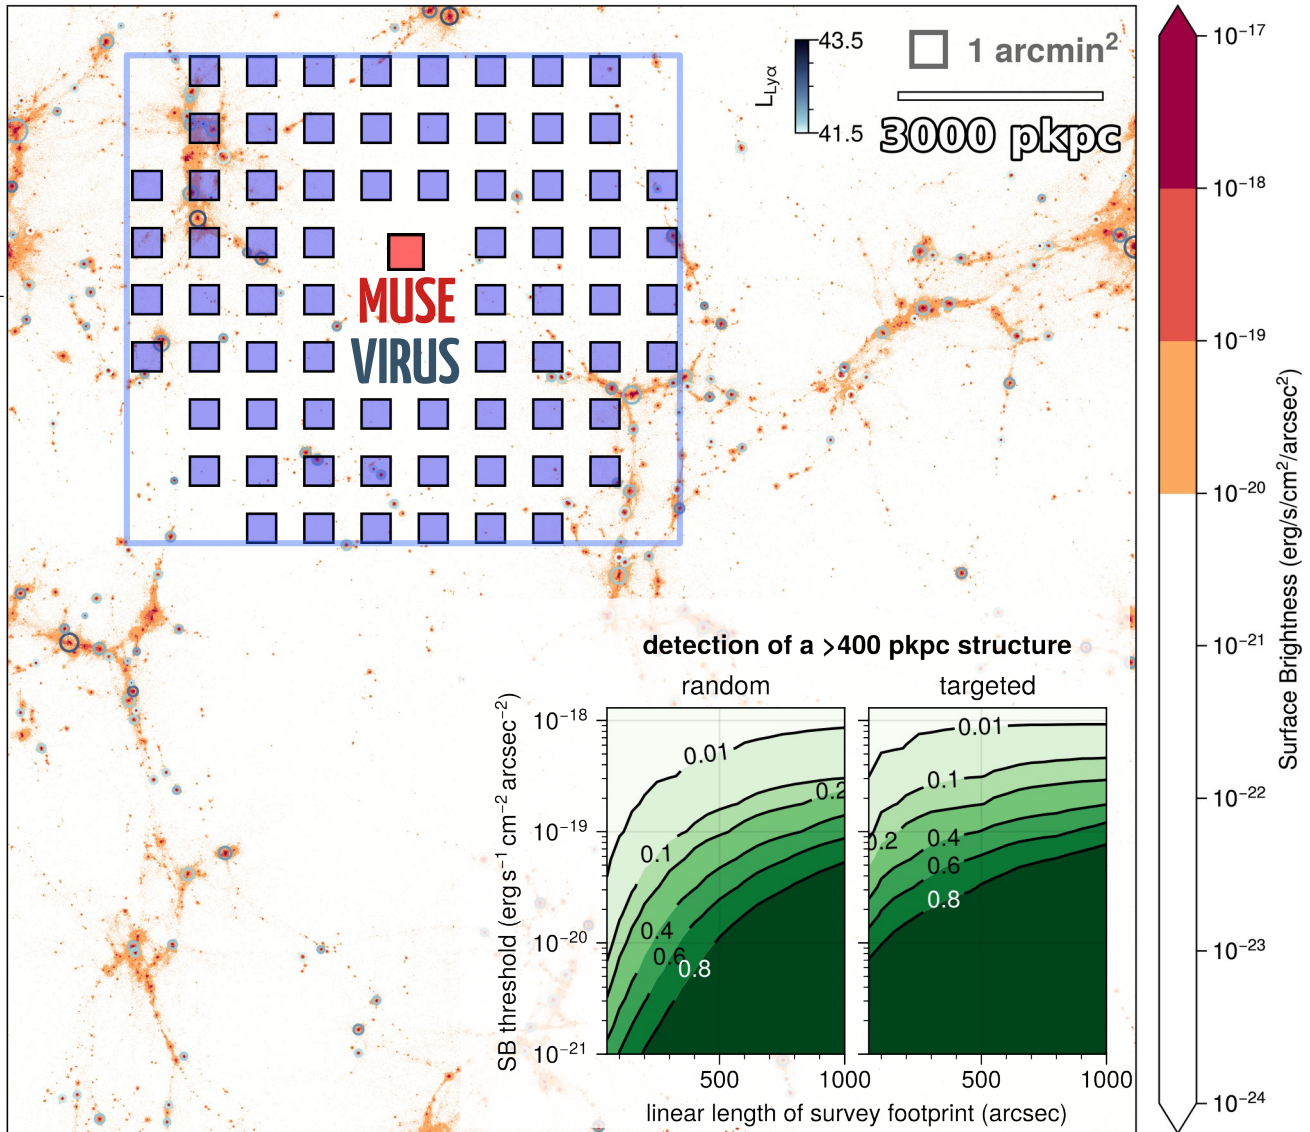 43.5
L Lyα
41.5
1 arcmin²
3000 pkpc
MUSE
VIRUS
10⁻¹⁷
10⁻¹⁸
10⁻¹⁹
10⁻²⁰
10⁻²¹
10⁻²²
10⁻²³
10⁻²⁴
Surface Brightness (erg/s/cm²/arcsec²)
detection of a >400 pkpc structure
random
targeted
SB threshold (erg s⁻¹ cm⁻² arcsec⁻²)
10⁻¹⁸
10⁻¹⁹
10⁻²⁰
10⁻²¹
0.01
0.2
0.1
0.4
0.6
0.8
0.01
0.1
0.2
0.4
0.6
0.8
500
1000
500
1000
linear length of survey footprint (arcsec)